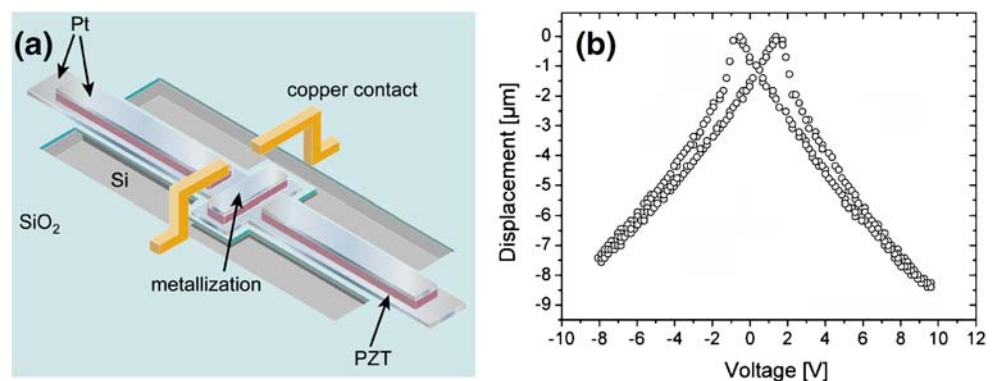 (a)
Pt
copper contact
Si
SiO₂
metallization
PZT
(b)
Displacement [µm]
0
-1
-2
-3
-4
-5
-6
-7
-8
-9
-10 -8 -6 -4 -2 0 2 4 6 8 10 12
Voltage [V]